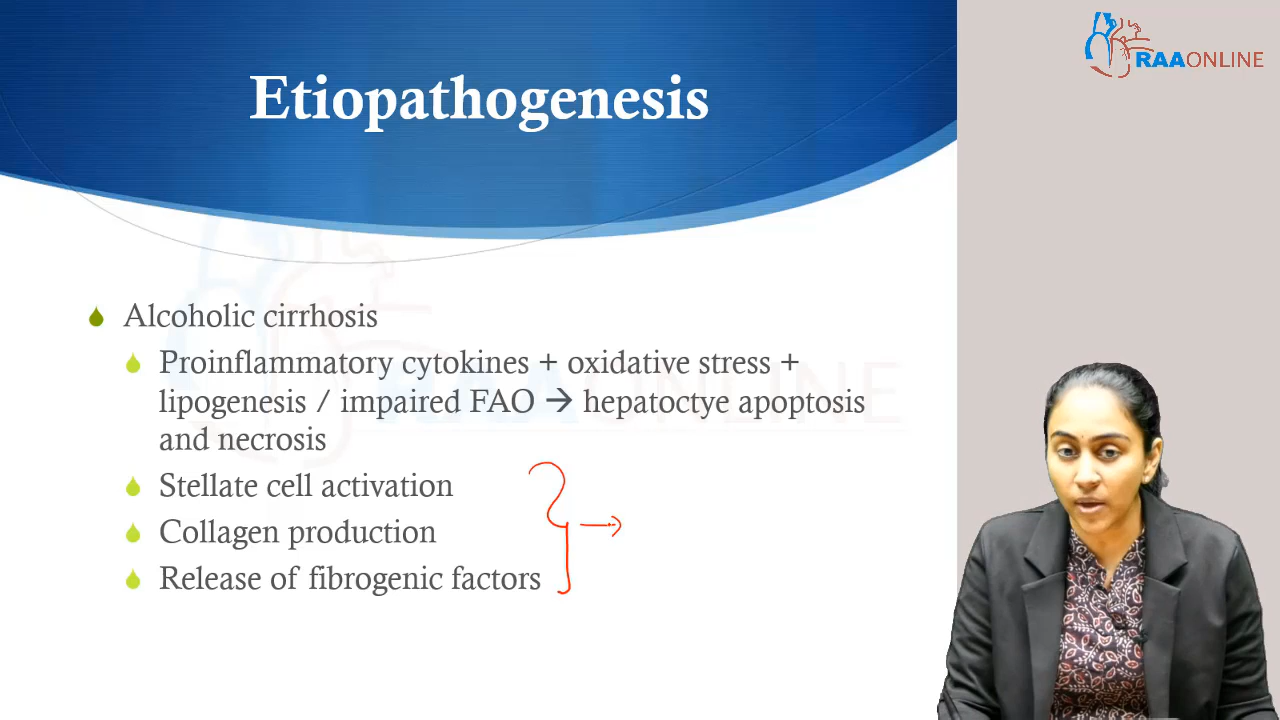 RAAONLINE
Etiopathogenesis
Alcoholic cirrhosis
Proinflammatory cytokines + oxidative stress +
lipogenesis / impaired FAO → hepatoctye apoptosis
and necrosis
Stellate cell activation
Collagen production
Release of fibrogenic factors